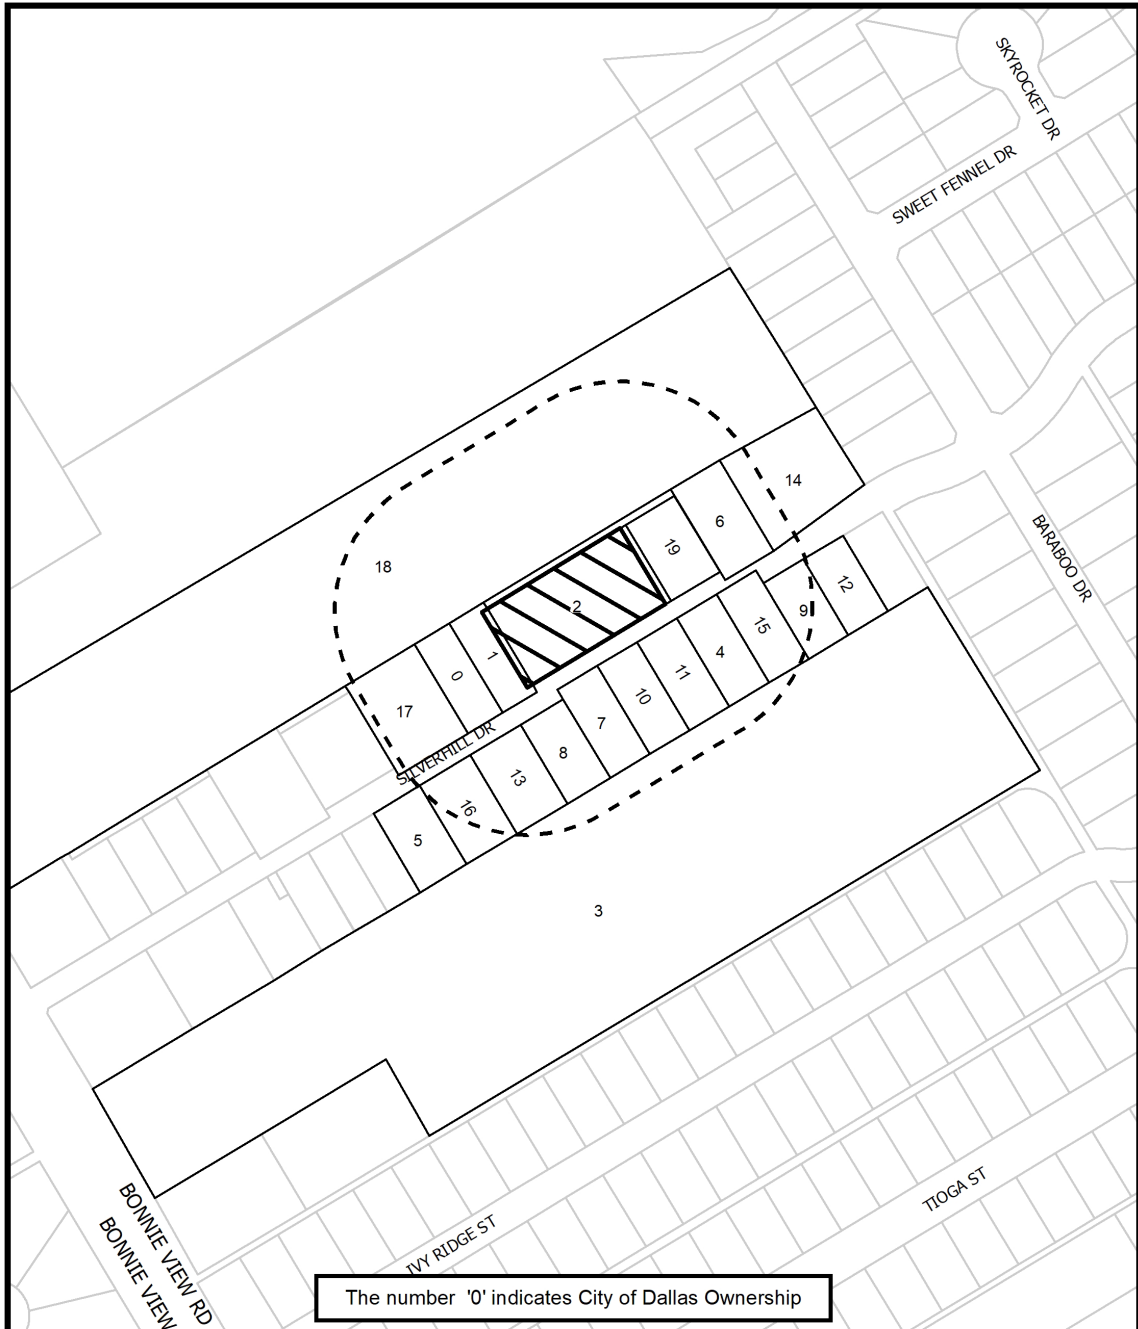 SKYROCKET DR
SWEET FENNEL DR
14
6
19
BARABOO DR
18
2
12
9
15
1
0
4
11
10
17
7
SILVERHILL DR
8
13
16
5
3
TIOGA ST
BONNIE VIEW RD
BONNIE VIEW
IVY RIDGE ST
The number '0' indicates City of Dallas Ownership